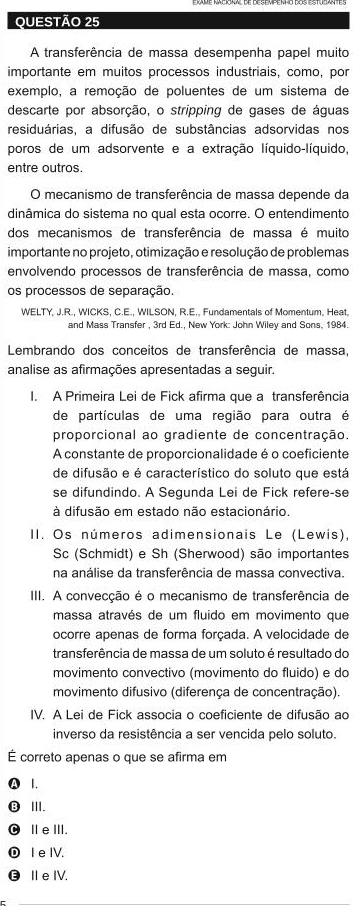 EXAME NACIONAL DE DESEMPENHO DOS ESTUDANTES
QUESTÃO 25
A transferência de massa desempenha papel muito
importante em muitos processos industriais, como, por
exemplo, a remoção de poluentes de um sistema de
descarte por absorção, o stripping de gases de águas
residuárias, a difusão de substâncias adsorvidas nos
poros de um adsorvente e a extração líquido-líquido,
entre outros.
O mecanismo de transferência de massa depende da
dinâmica do sistema no qual esta ocorre. O entendimento
dos mecanismos de transferência de massa é muito
importante no projeto, otimização e resolução de problemas
envolvendo processos de transferência de massa, como
os processos de separação.
WELTY, J.R., WICKS, C.E., WILSON, R.E., Fundamentals of Momentum, Heat,
and Mass Transfer , 3rd Ed., New York: John Wiley and Sons, 1984.
Lembrando dos conceitos de transferência de massa,
analise as afirmações apresentadas a seguir.
I. A Primeira Lei de Fick afirma que a transferência
de partículas de uma região para outra é
proporcional ao gradiente de concentração.
A constante de proporcionalidade é o coeficiente
de difusão e é característico do soluto que está
se difundindo. A Segunda Lei de Fick refere-se
à difusão em estado não estacionário.
II. Os números adimensionais Le (Lewis),
Sc (Schmidt) e Sh (Sherwood) são importantes
na análise da transferência de massa convectiva.
III. A convecção é o mecanismo de transferência de
massa através de um fluido em movimento que
ocorre apenas de forma forçada. A velocidade de
transferência de massa de um soluto é resultado do
movimento convectivo (movimento do fluido) e do
movimento difusivo (diferença de concentração).
IV. A Lei de Fick associa o coeficiente de difusão ao
inverso da resistência a ser vencida pelo soluto.
É correto apenas o que se afirma em
A I.
B III.
C II e III.
D I e IV.
E II e IV.